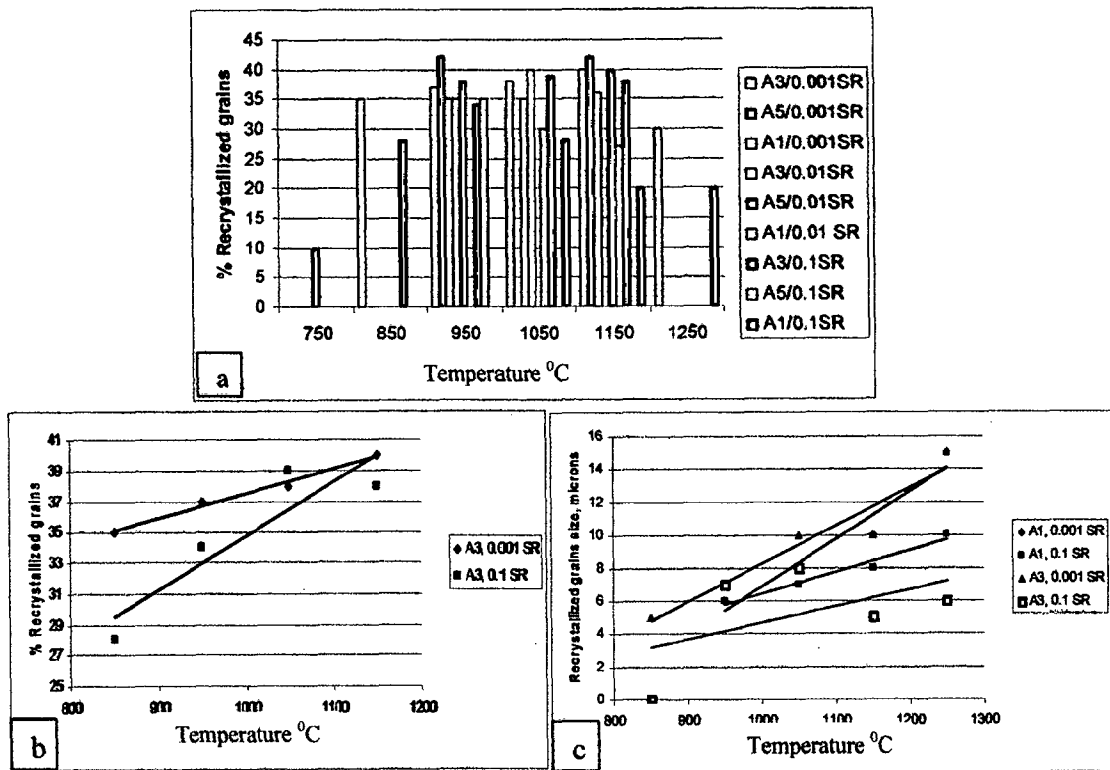 45
40
35
30
25
20
15
10
5
0
% Recrystallized grains
750 850 950 1050 1150 1250
Temperature ⁰C
A3/0.001SR
A5/0.001SR
A1/0.001SR
A3/0.01SR
A5/0.01SR
A1/0.01 SR
A3/0.1SR
A5/0.1SR
A1/0.1SR
a
41
39
37
35
33
31
29
27
25
% Recrystallized grains
800 900 1000 1100 1200
Temperature ⁰C
A3, 0.001 SR
A3, 0.1 SR
b
16
14
12
10
8
6
4
2
0
Recrystallized grains size, microns
800 900 1000 1100 1200 1300
Temperature ⁰C
A1, 0.001 SR
A1, 0.1 SR
A3, 0.001 SR
A3, 0.1 SR
c